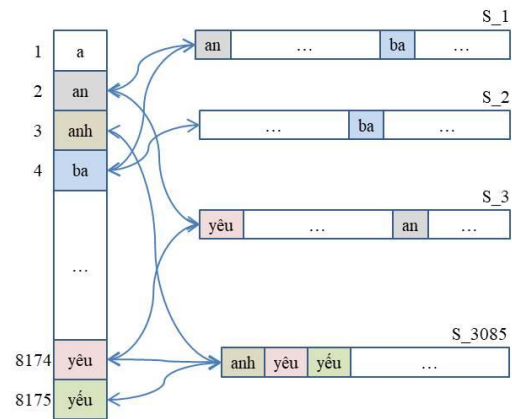 S_1
1 a an … ba …
2 an
S_2
3 anh … ba …
4 ba
S_3
yêu … an …
…
S_3085
8174 yêu anh yêu yếu …
8175 yếu